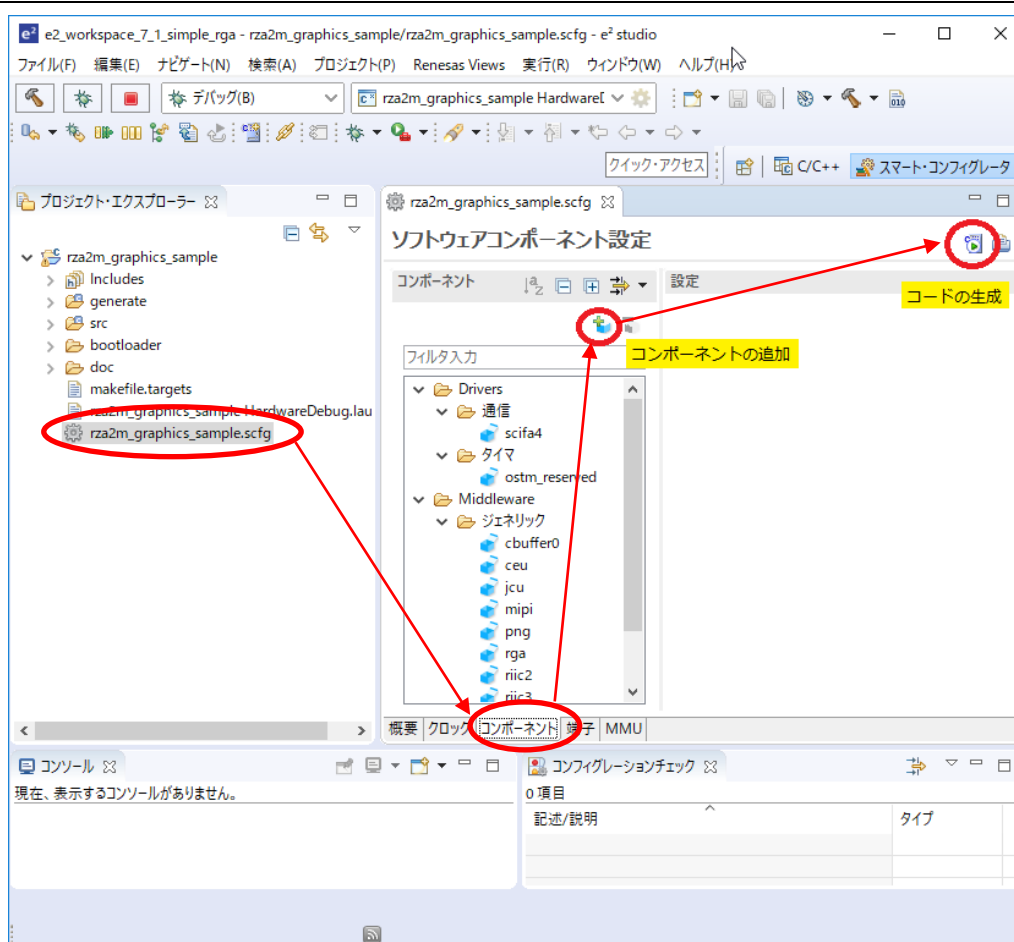 e2_workspace_7_1_simple_rga - rza2m_graphics_sample/rza2m_graphics_sample.scfg - e² studio
ファイル(F) 編集(E) ナビゲート(N) 検索(A) プロジェクト(P) Renesas Views 実行(R) ウィンドウ(W) ヘルプ(H)
デバッグ(B) rza2m_graphics_sample Hardware
クイック・アクセス C/C++ スマート・コンフィグレータ
プロジェクト・エクスプローラー
rza2m_graphics_sample
Includes
generate
src
bootloader
doc
makefile.targets
rza2m_graphics_sample HardwareDebug.lau
rza2m_graphics_sample.scfg
rza2m_graphics_sample.scfg
ソフトウェアコンポーネント設定
コンポーネント
設定
コードの生成
コンポーネントの追加
フィルタ入力
Drivers
通信
scifa4
タイマ
ostm_reserved
Middleware
ジェネリック
cbuffer0
ceu
jcu
mipi
png
rga
riic2
riic3
概要 クロック コンポーネント 端子 MMU
コンソール
現在、表示するコンソールがありません。
コンフィグレーションチェック
0 項目
記述/説明 タイプ